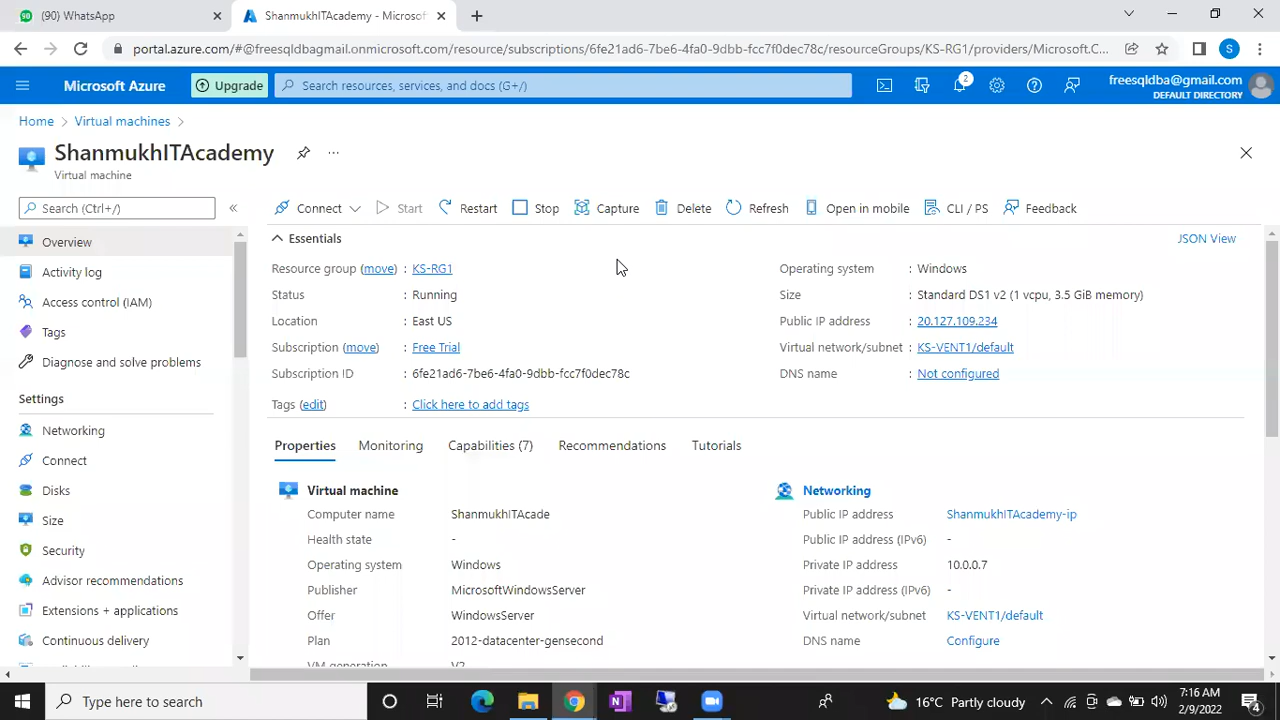 (90) WhatsApp
ShanmukhITAcademy - Microsof
portal.azure.com/#@freesqldbagmail.onmicrosoft.com/resource/subscriptions/6fe21ad6-7be6-4fa0-9dbb-fcc7f0dec78c/resourceGroups/KS-RG1/providers/Microsoft.C...
S
Microsoft Azure
Upgrade
Search resources, services, and docs (G+/)
2
freesqldba@gmail.com
DEFAULT DIRECTORY
Home > Virtual machines >
ShanmukhITAcademy
Virtual machine
Search (Ctrl+/)
«
Connect
Start
Restart
Stop
Capture
Delete
Refresh
Open in mobile
CLI / PS
Feedback
Overview
Activity log
Access control (IAM)
Tags
Diagnose and solve problems
Settings
Networking
Connect
Disks
Size
Security
Advisor recommendations
Extensions + applications
Continuous delivery
Essentials
JSON View
Resource group (move) : KS-RG1
Status : Running
Location : East US
Subscription (move) : Free Trial
Subscription ID : 6fe21ad6-7be6-4fa0-9dbb-fcc7f0dec78c
Tags (edit) : Click here to add tags
Operating system : Windows
Size : Standard DS1 v2 (1 vcpu, 3.5 GiB memory)
Public IP address : 20.127.109.234
Virtual network/subnet : KS-VENT1/default
DNS name : Not configured
Properties
Monitoring
Capabilities (7)
Recommendations
Tutorials
Virtual machine
Computer name ShanmukhITAcade
Health state -
Operating system Windows
Publisher MicrosoftWindowsServer
Offer WindowsServer
Plan 2012-datacenter-gensecond
VM generation V2
Networking
Public IP address ShanmukhITAcademy-ip
Public IP address (IPv6) -
Private IP address 10.0.0.7
Private IP address (IPv6) -
Virtual network/subnet KS-VENT1/default
DNS name Configure
Type here to search
16°C Partly cloudy
7:16 AM
2/9/2022
4